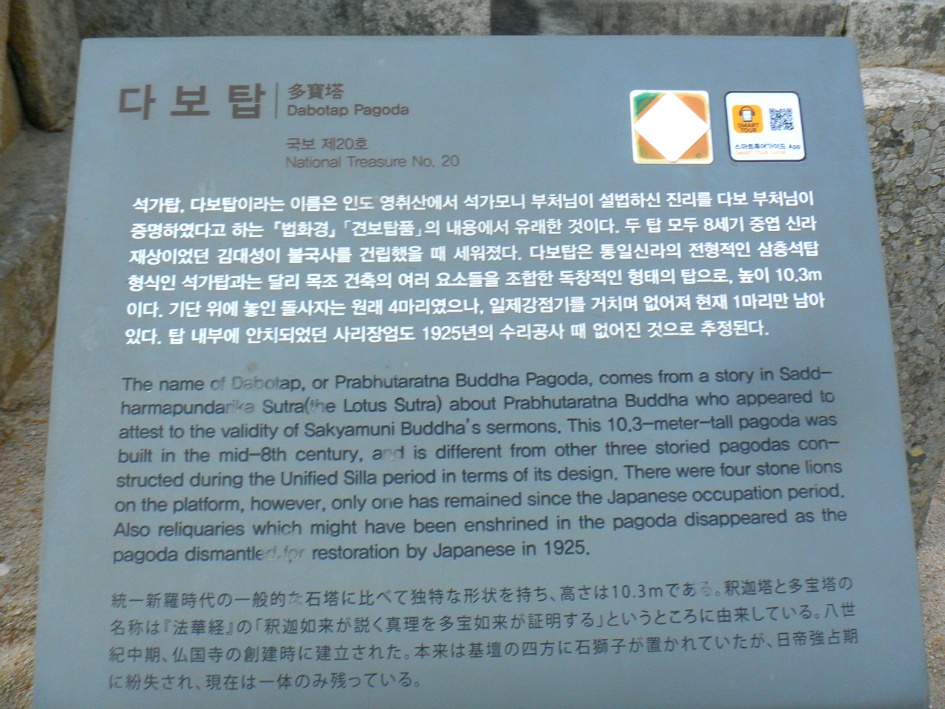 다보탑 多寶塔
Dabotap Pagoda
국보 제20호
National Treasure No. 20
SMART TOUR
스마트투어가이드 App
석가탑, 다보탑이라는 이름은 인도 영취산에서 석가모니 부처님이 설법하신 진리를 다보 부처님이
증명하였다고 하는 『법화경』「견보탑품」의 내용에서 유래한 것이다. 두 탑 모두 8세기 중엽 신라
재상이었던 김대성이 불국사를 건립했을 때 세워졌다. 다보탑은 통일신라의 전형적인 삼층석탑
형식인 석가탑과는 달리 목조 건축의 여러 요소들을 조합한 독창적인 형태의 탑으로, 높이 10.3m
이다. 기단 위에 놓인 돌사자는 원래 4마리였으나, 일제강점기를 거치며 없어져 현재 1마리만 남아
있다. 탑 내부에 안치되었던 사리장엄도 1925년의 수리공사 때 없어진 것으로 추정된다.
The name of Dabotap, or Prabhutaratna Buddha Pagoda, comes from a story in Sadd-
harmapundarika Sutra(the Lotus Sutra) about Prabhutaratna Buddha who appeared to
attest to the validity of Sakyamuni Buddha's sermons. This 10.3-meter-tall pagoda was
built in the mid-8th century, and is different from other three storied pagodas con-
structed during the Unified Silla period in terms of its design. There were four stone lions
on the platform, however, only one has remained since the Japanese occupation period.
Also reliquaries which might have been enshrined in the pagoda disappeared as the
pagoda dismantled for restoration by Japanese in 1925.
統一新羅時代の一般的な石塔に比べて独特な形状を持ち、高さは10.3mである。釈迦塔と多宝塔の
名称は『法華経』の「釈迦如来が説く真理を多宝如来が証明する」というところに由来している。八世
紀中期、仏国寺の創建時に建立された。本来は基壇の四方に石獅子が置かれていたが、日帝強占期
に紛失され、現在は一体のみ残っている。